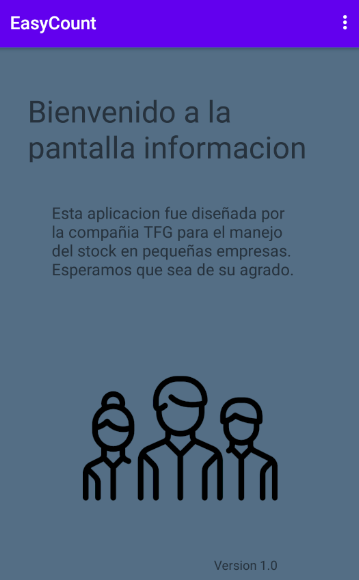 EasyCount
Bienvenido a la
pantalla informacion
Esta aplicacion fue diseñada por
la compañia TFG para el manejo
del stock en pequeñas empresas.
Esperamos que sea de su agrado.
Version 1.0